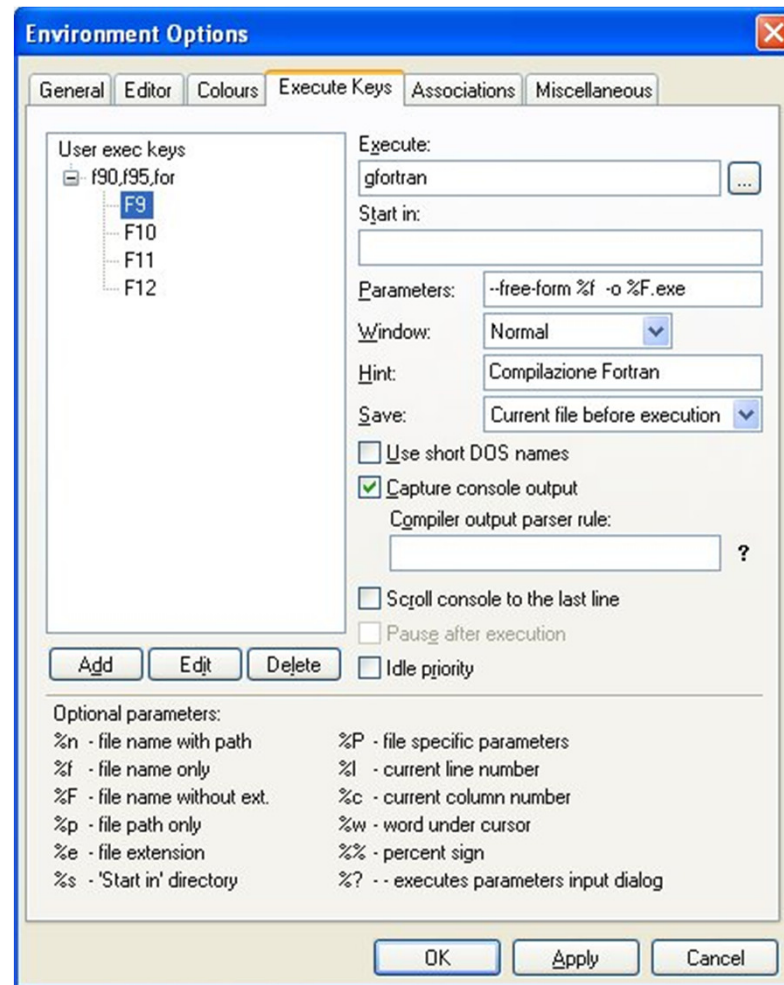 Environment Options
General Editor Colours Execute Keys Associations Miscellaneous
User exec keys
f90,f95,for
F9
F10
F11
F12
Add Edit Delete
Execute:
gfortran
...
Start in:
Parameters: --free-form %f -o %F.exe
Window: Normal
Hint: Compilazione Fortran
Save: Current file before execution
Use short DOS names
Capture console output
Compiler output parser rule:
?
Scroll console to the last line
Pause after execution
Idle priority
Optional parameters:
%n - file name with path
%f - file name only
%F - file name without ext.
%p - file path only
%e - file extension
%s - 'Start in' directory
%P - file specific parameters
%l - current line number
%c - current column number
%w - word under cursor
%% - percent sign
%? - - executes parameters input dialog
OK Apply Cancel